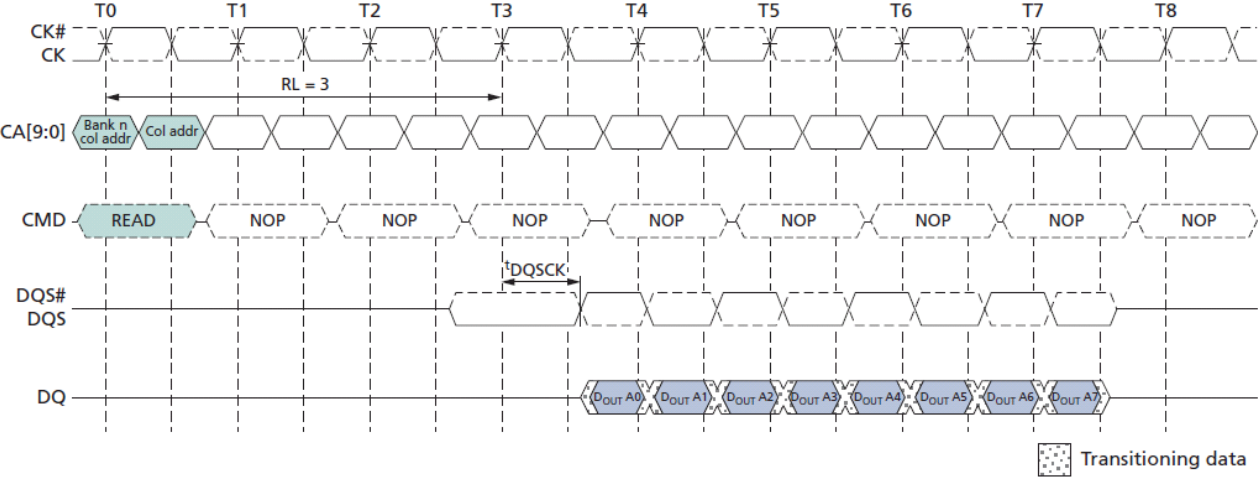 T0 T1 T2 T3 T4 T5 T6 T7 T8
CK#
CK
RL = 3
CA[9:0] Bank n col addr Col addr
CMD READ NOP NOP NOP NOP NOP NOP NOP NOP
tDQSCK
DQS#
DQS
DQ DOUT A0 DOUT A1 DOUT A2 DOUT A3 DOUT A4 DOUT A5 DOUT A6 DOUT A7
Transitioning data